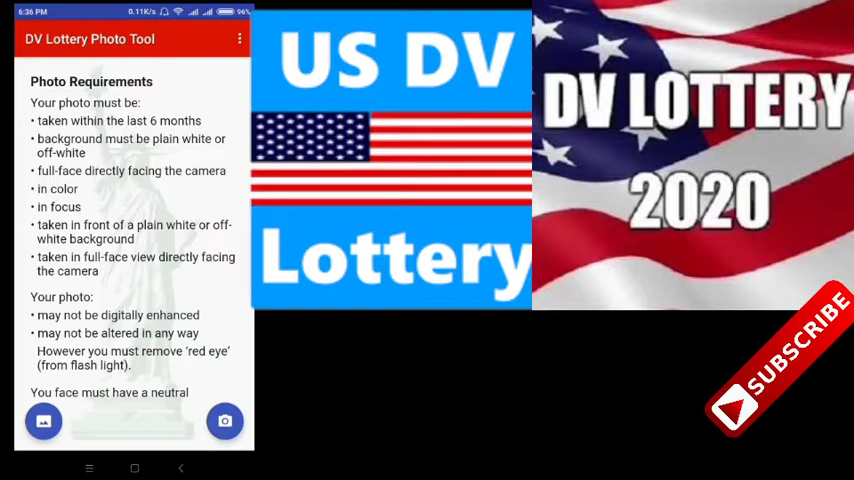 6:36 PM
0.11K/s
96%
DV Lottery Photo Tool
Photo Requirements
Your photo must be:
• taken within the last 6 months
• background must be plain white or
off-white
• full-face directly facing the camera
• in color
• in focus
• taken in front of a plain white or off-
white background
• taken in full-face view directly facing
the camera
Your photo:
• may not be digitally enhanced
• may not be altered in any way
However you must remove 'red eye'
(from flash light).
You face must have a neutral
US DV
Lottery
DV LOTTERY
2020
SUBSCRIBE